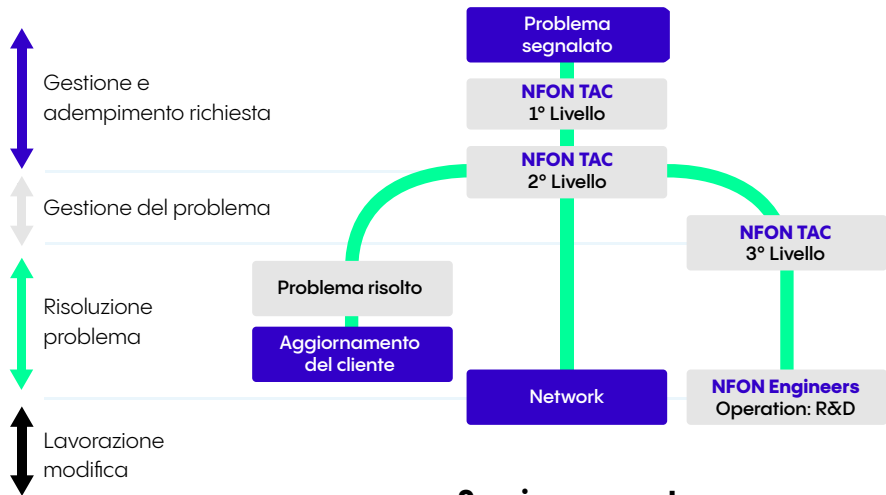 Problema
segnalato
Gestione e
adempimento richiesta
NFON TAC
1° Livello
NFON TAC
2° Livello
Gestione del problema
NFON TAC
3° Livello
Problema risolto
Risoluzione
problema
Aggiornamento
del cliente
Network
NFON Engineers
Operation: R&D
Lavorazione
modifica